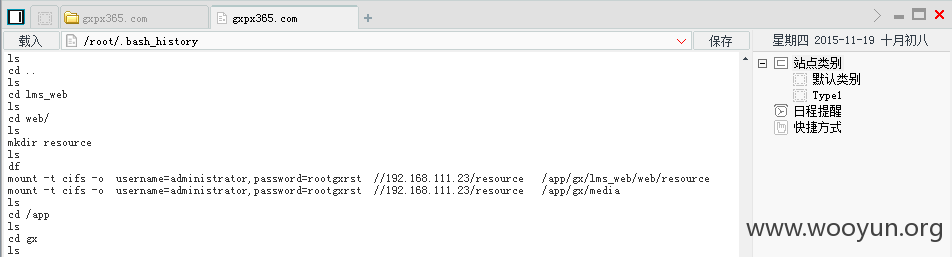 gxpx365.com
gxpx365.com
载入
/root/.bash_history
保存
星期四 2015-11-19 十月初八
ls
cd ..
ls
cd lms_web
ls
cd web/
ls
mkdir resource
ls
df
mount -t cifs -o  username=administrator,password=rootgxrst  //192.168.111.23/resource   /app/gx/lms_web/web/resource
mount -t cifs -o  username=administrator,password=rootgxrst  //192.168.111.23/resource   /app/gx/media
ls
cd /app
ls
cd gx
ls
站点类别
默认类别
Type1
日程提醒
快捷方式
www.wooyun.org